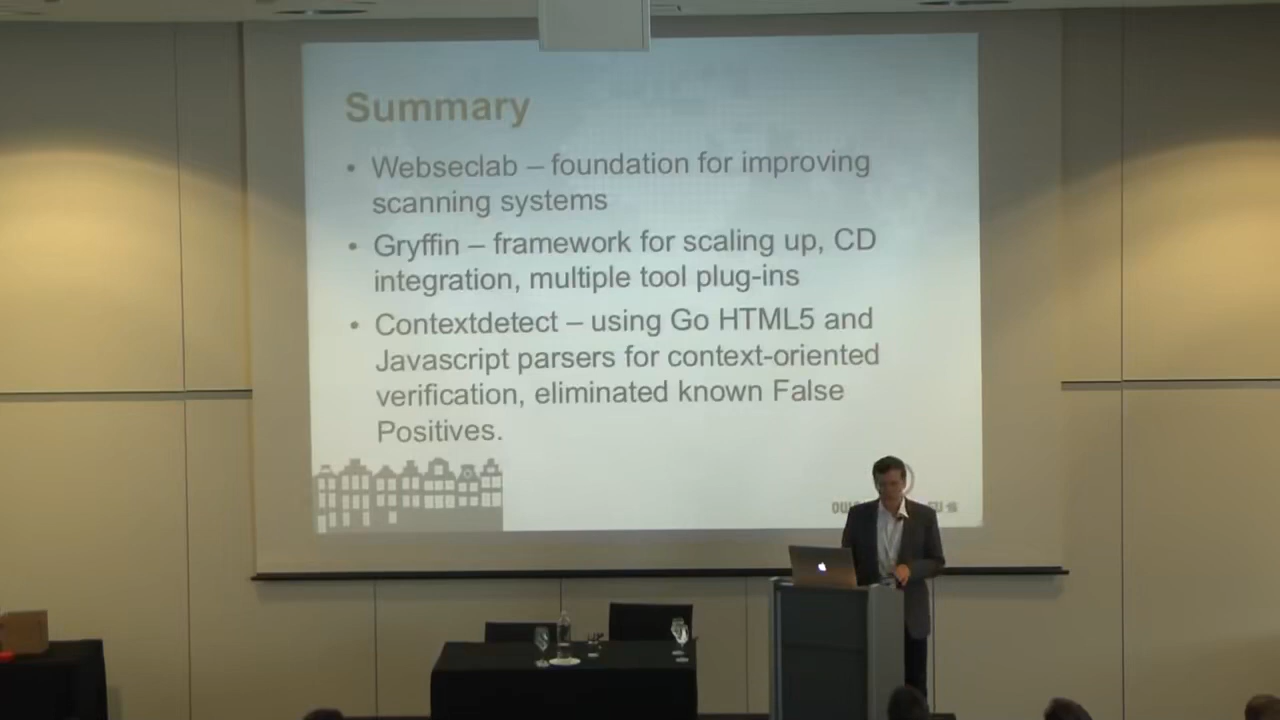 Summary
• Webseclab – foundation for improving
scanning systems
• Gryffin – framework for scaling up, CD
integration, multiple tool plug-ins
• Contextdetect – using Go HTML5 and
Javascript parsers for context-oriented
verification, eliminated known False
Positives.